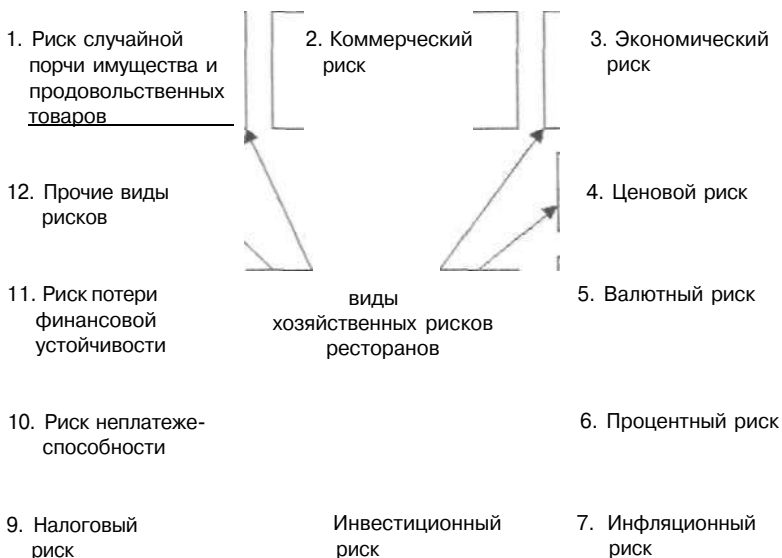 1. Риск случайной
порчи имущества и
продовольственных
товаров
2. Коммерческий
риск
3. Экономический
риск
12. Прочие виды
рисков
4. Ценовой риск
11. Риск потери
финансовой
устойчивости
виды
хозяйственных рисков
ресторанов
5. Валютный риск
10. Риск неплатеже-
способности
6. Процентный риск
9. Налоговый
риск
Инвестиционный
риск
7. Инфляционный
риск